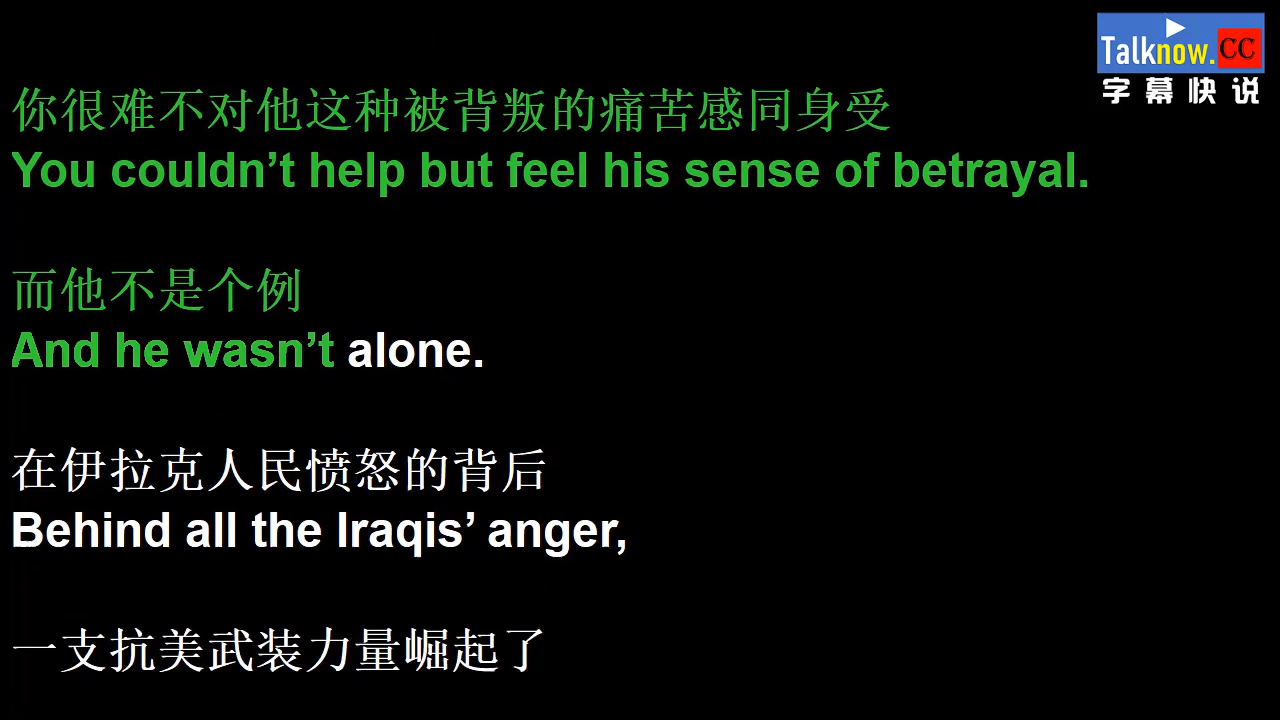 Talknow.CC
字幕快说
你很难不对他这种被背叛的痛苦感同身受
You couldn’t help but feel his sense of betrayal.
而他不是个例
And he wasn’t alone.
在伊拉克人民愤怒的背后
Behind all the Iraqis’ anger,
一支抗美武装力量崛起了